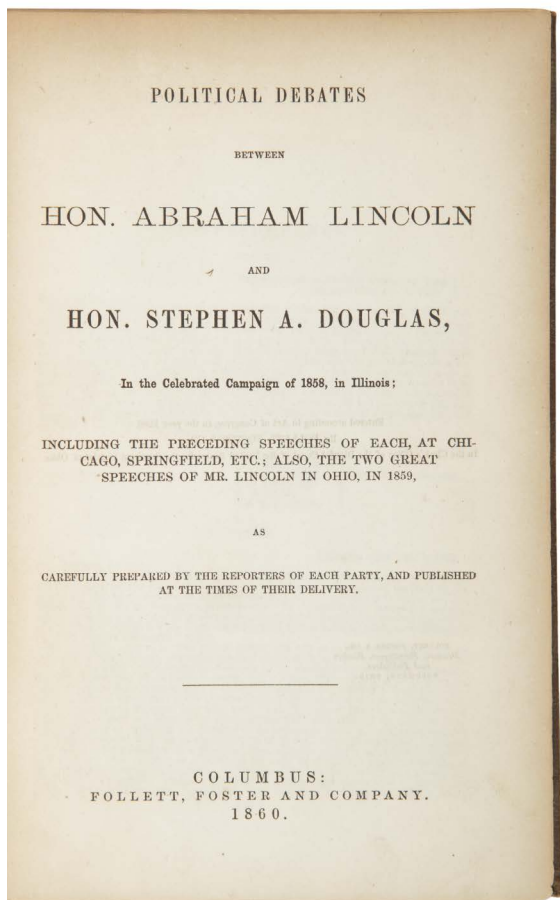 POLITICAL DEBATES
BETWEEN
HON. ABRAHAM LINCOLN
AND
HON. STEPHEN A. DOUGLAS,
In the Celebrated Campaign of 1858, in Illinois;
INCLUDING THE PRECEDING SPEECHES OF EACH, AT CHI-
CAGO, SPRINGFIELD, ETC.; ALSO, THE TWO GREAT
SPEECHES OF MR. LINCOLN IN OHIO, IN 1859,
AS
CAREFULLY PREPARED BY THE REPORTERS OF EACH PARTY, AND PUBLISHED
AT THE TIMES OF THEIR DELIVERY.
COLUMBUS:
FOLLETT, FOSTER AND COMPANY.
1860.